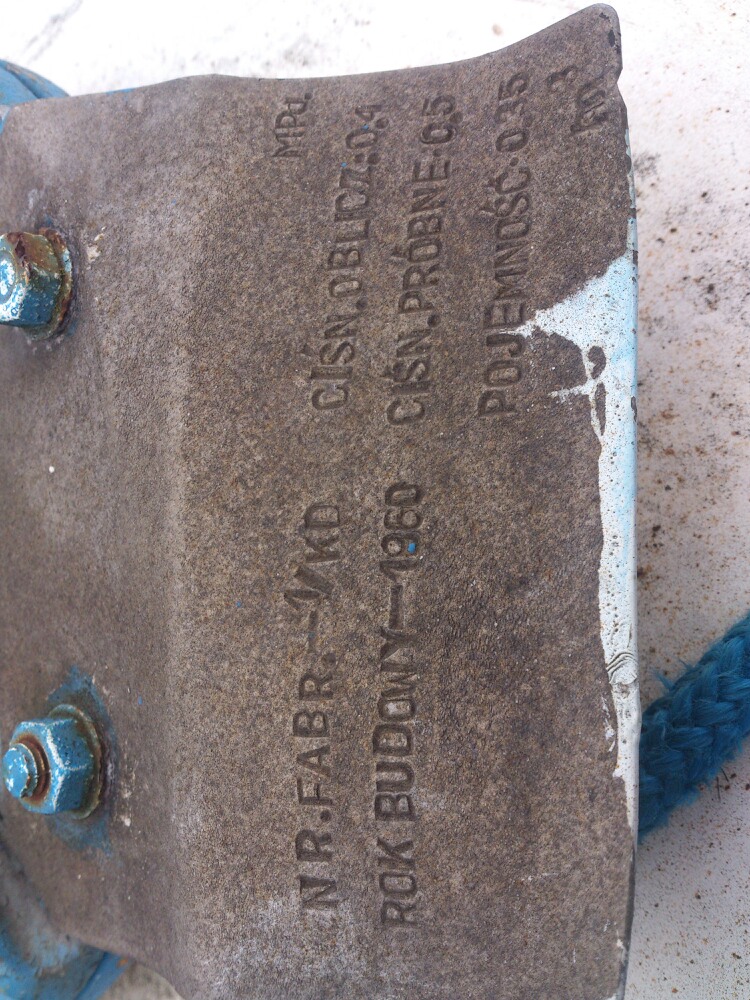 NR.FABR.-1/KD
ROK BUDOWY-1960
MPa.
CIŚN.OBLICZ:0,4
CIŚN.PRÓBNE·0,5
POJEMNOŚĆ·0.35
m3